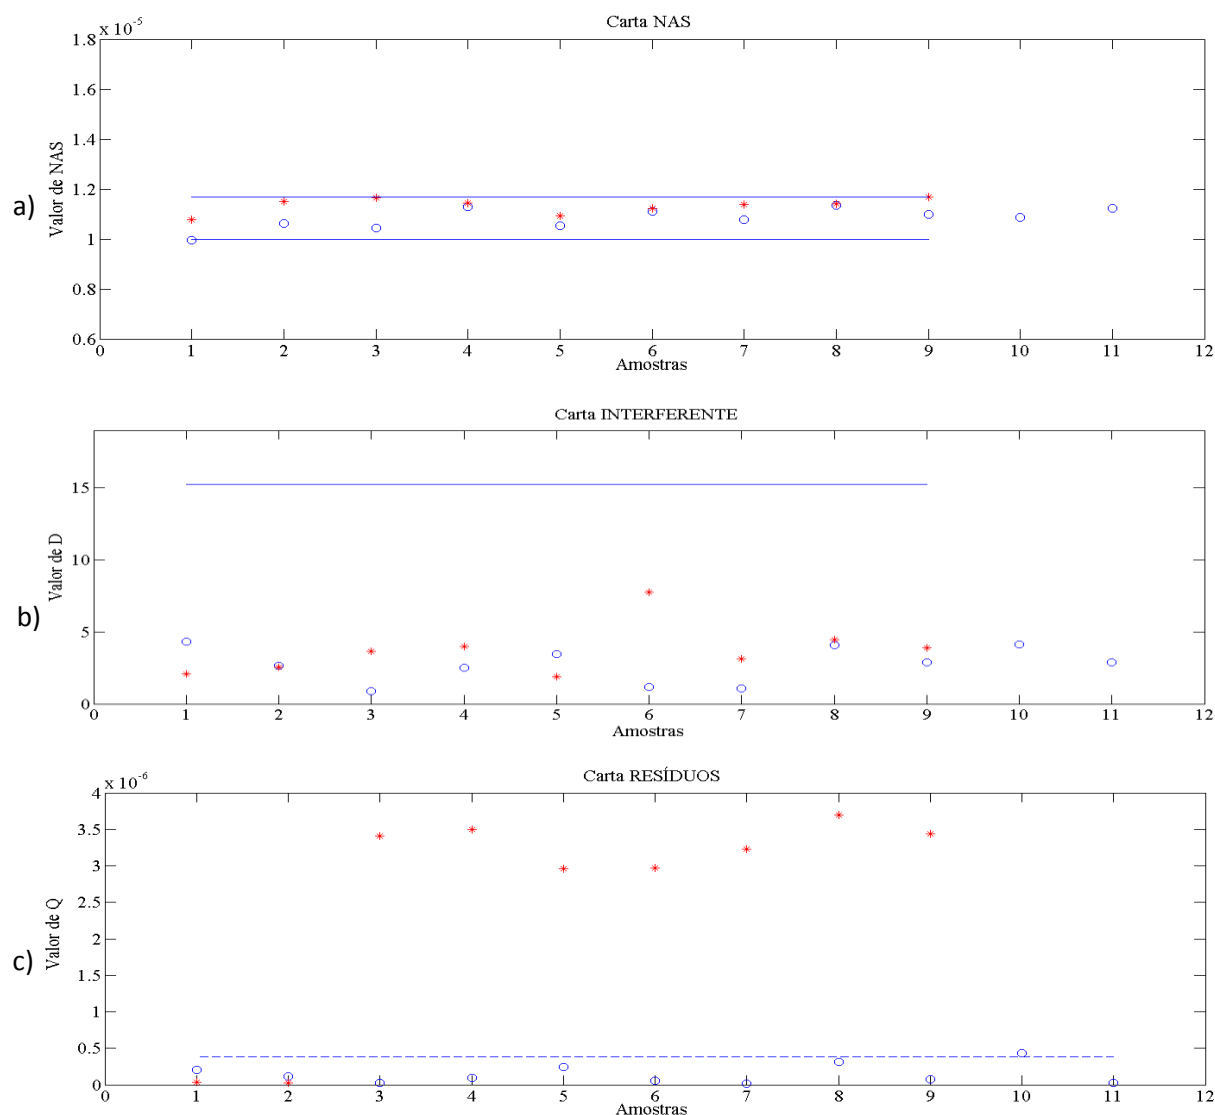 Carta NAS
x 10-5
1.8
1.6
1.4
1.2
1
0.8
0.6
a)
Valor de NAS
0 1 2 3 4 5 6 7 8 9 10 11 12
Amostras
Carta INTERFERENTE
15
10
5
0
b)
Valor de D
0 1 2 3 4 5 6 7 8 9 10 11 12
Amostras
Carta RESÍDUOS
x 10-6
4
3.5
3
2.5
2
1.5
1
0.5
0
c)
Valor de Q
0 1 2 3 4 5 6 7 8 9 10 11 12
Amostras